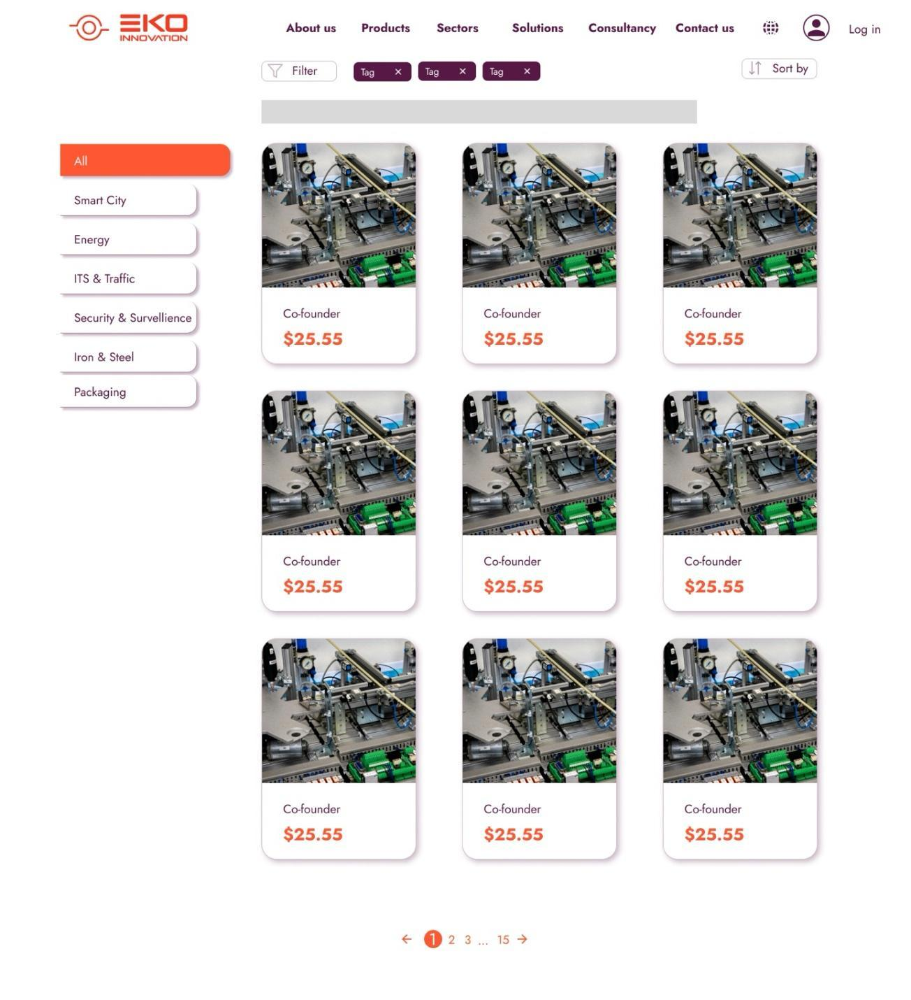 EKO
INNOVATION
About us
Products
Sectors
Solutions
Consultancy
Contact us
Log in
Filter
Tag ×
Tag ×
Tag ×
Sort by
All
Smart City
Energy
ITS & Traffic
Security & Survellience
Iron & Steel
Packaging
Co-founder
$25.55
Co-founder
$25.55
Co-founder
$25.55
Co-founder
$25.55
Co-founder
$25.55
Co-founder
$25.55
Co-founder
$25.55
Co-founder
$25.55
Co-founder
$25.55
← 1 2 3 ... 15 →